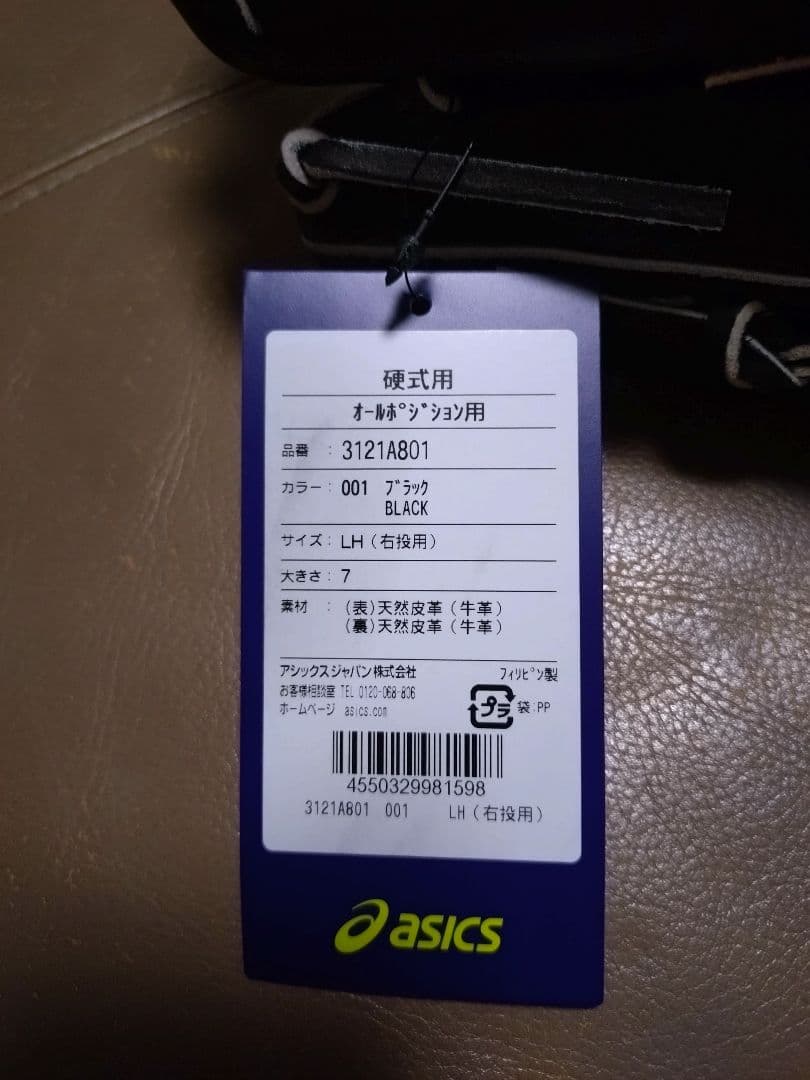 硬式用
ｵｰﾙﾎﾟｼﾞｼｮﾝ用
品番 : 3121A801
カラー : 001 ﾌﾞﾗｯｸ
BLACK
サイズ : LH（右投用）
大きさ : 7
素材 : （表）天然皮革（牛革）
（裏）天然皮革（牛革）
アシックスジャパン株式会社 ﾌｨﾘﾋﾟﾝ製
お客様相談室 TEL 0120-068-806
ホームページ asics.com
プラ 袋:PP
4550329981598
3121A801 001 LH（右投用）
asics